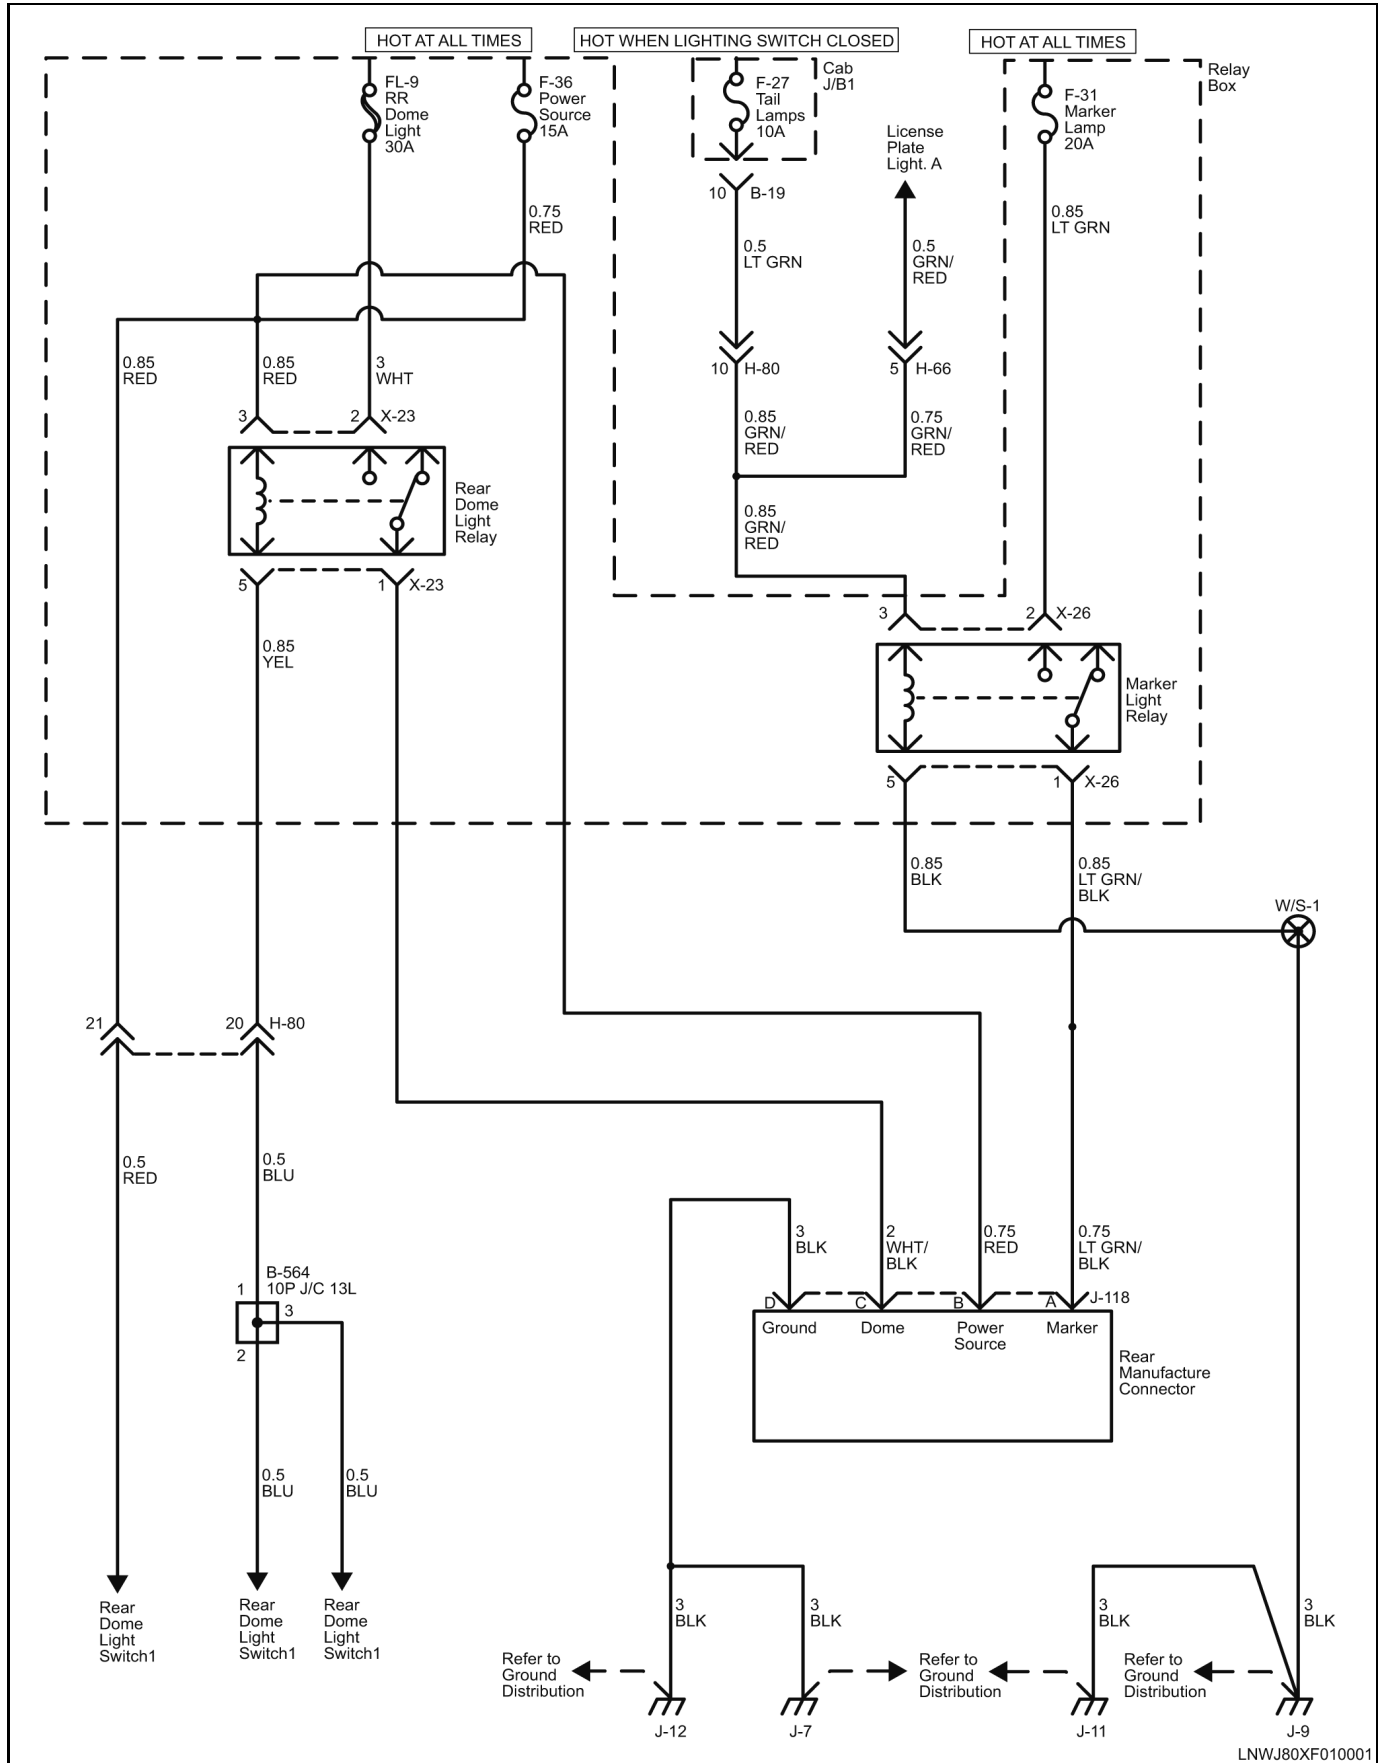 HOT AT ALL TIMES
HOT WHEN LIGHTING SWITCH CLOSED
HOT AT ALL TIMES
FL-9
RR
Dome
Light
30A
F-36
Power
Source
15A
F-27
Tail
Lamps
10A
Cab
J/B1
License
Plate
Light. A
F-31
Marker
Lamp
20A
Relay
Box
10
B-19
0.75
RED
0.5
LT GRN
0.5
GRN/
RED
0.85
LT GRN
0.85
RED
0.85
RED
3
WHT
10
H-80
5
H-66
3
2
X-23
0.85
GRN/
RED
0.75
GRN/
RED
Rear
Dome
Light
Relay
0.85
GRN/
RED
5
1
X-23
3
2
X-26
0.85
YEL
Marker
Light
Relay
5
1
X-26
0.85
BLK
0.85
LT GRN/
BLK
W/S-1
21
20
H-80
0.5
RED
0.5
BLU
3
BLK
2
WHT/
BLK
0.75
RED
0.75
LT GRN/
BLK
B-564
10P J/C 13L
1
3
2
D
C
B
A
J-118
Ground
Dome
Power
Source
Marker
Rear
Manufacture
Connector
0.5
BLU
0.5
BLU
Rear
Dome
Light
Switch1
Rear
Dome
Light
Switch1
Rear
Dome
Light
Switch1
3
BLK
3
BLK
3
BLK
3
BLK
Refer to
Ground
Distribution
Refer to
Ground
Distribution
Refer to
Ground
Distribution
J-12
J-7
J-11
J-9
LNWJ80XF010001